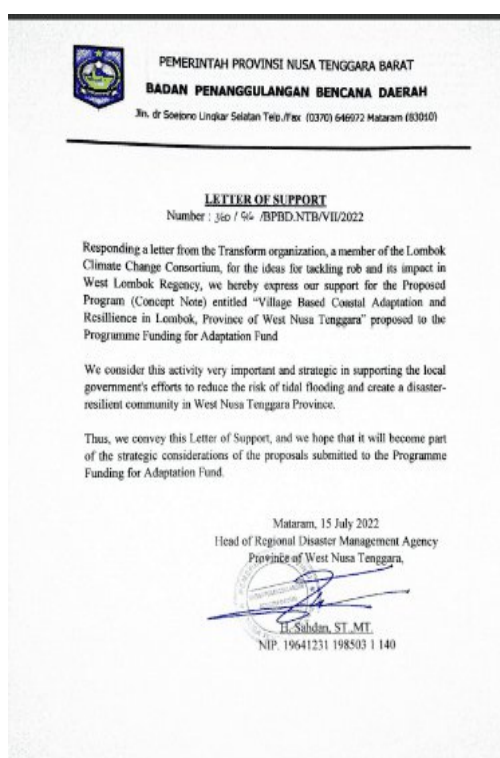 PEMERINTAH PROVINSI NUSA TENGGARA BARAT
BADAN PENANGGULANGAN BENCANA DAERAH
Jln. dr Soejono Lingkar Selatan Telp./Fax (0370) 646972 Mataram (83010)
LETTER OF SUPPORT
Number : 360 / /BPBD.NTB/VII/2022
Responding a letter from the Transform organization, a member of the Lombok
Climate Change Consortium, for the ideas for tackling rob and its impact in
West Lombok Regency, we hereby express our support for the Proposed
Program (Concept Note) entitled “Village Based Coastal Adaptation and
Resillience in Lombok, Province of West Nusa Tenggara” proposed to the
Programme Funding for Adaptation Fund
We consider this activity very important and strategic in supporting the local
government's efforts to reduce the risk of tidal flooding and create a disaster-
resilient community in West Nusa Tenggara Province.
Thus, we convey this Letter of Support, and we hope that it will become part
of the strategic considerations of the proposals submitted to the Programme
Funding for Adaptation Fund.
Mataram, 15 July 2022
Head of Regional Disaster Management Agency
Province of West Nusa Tenggara,
H. Sahdan, ST.,MT.
NIP. 19641231 198503 1 140